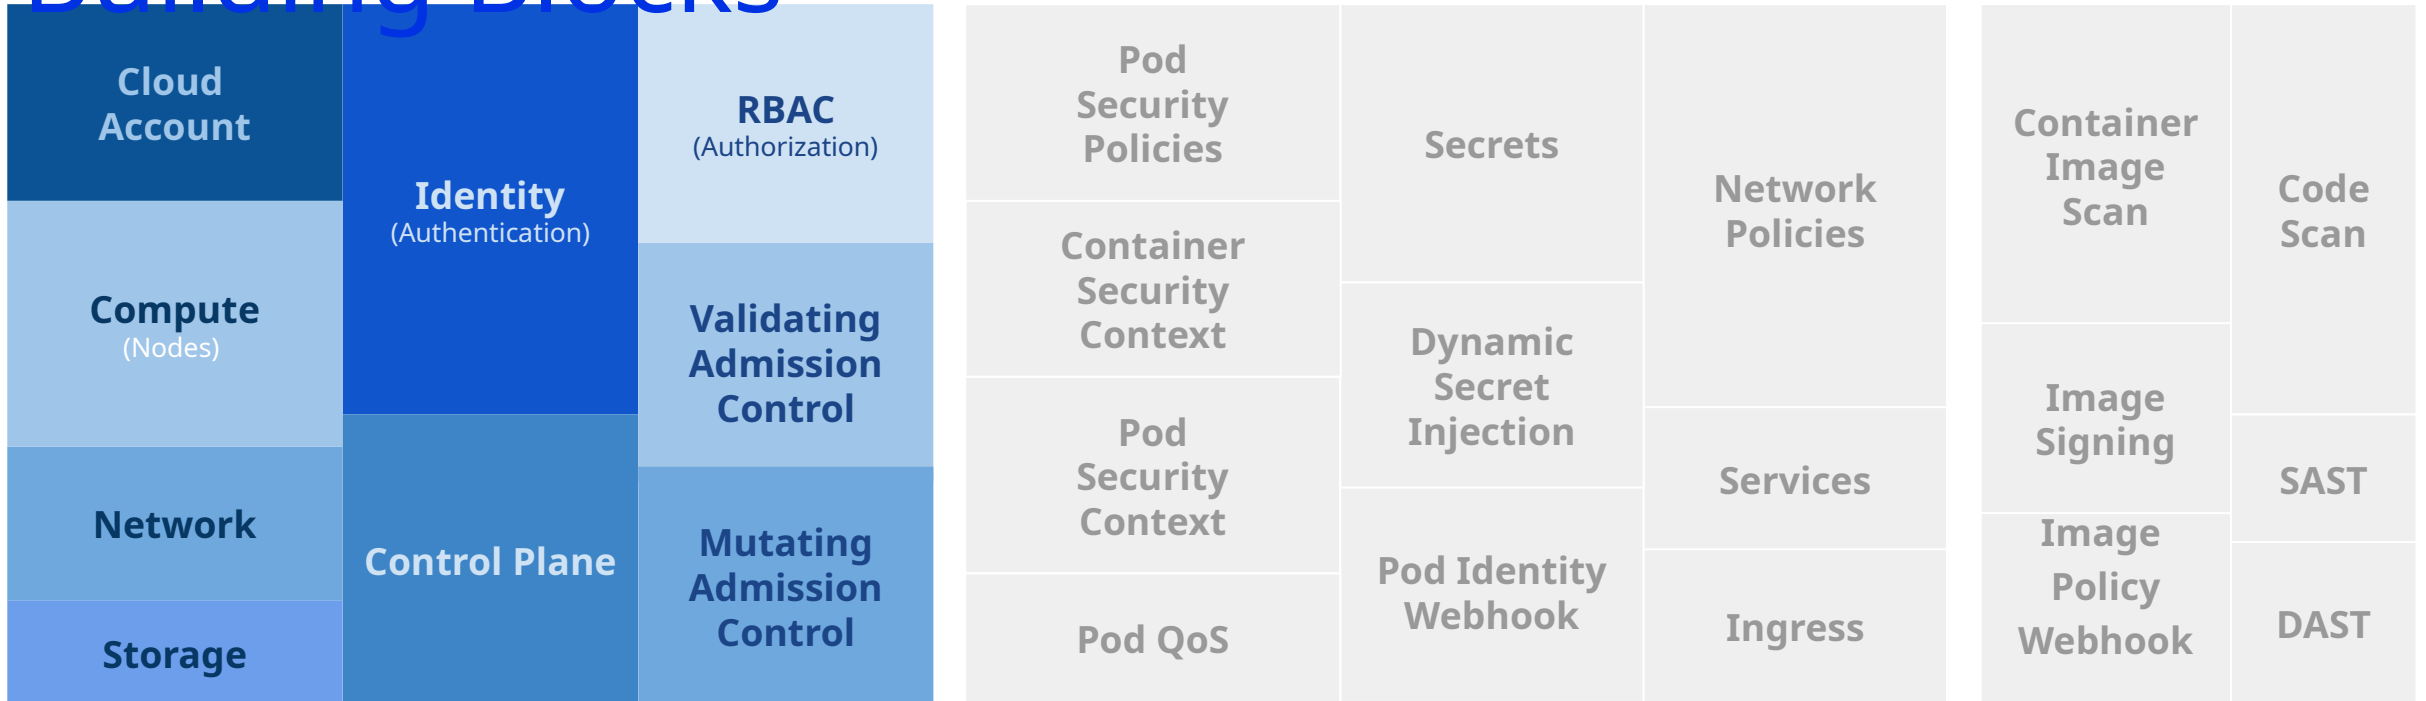 Building Blocks
Cloud
Account
Compute
(Nodes)
Network
Storage
Identity
(Authentication)
Control Plane
RBAC
(Authorization)
Validating
Admission
Control
Mutating
Admission
Control
Pod
Security
Policies
Container
Security
Context
Pod
Security
Context
Pod QoS
Secrets
Dynamic
Secret
Injection
Pod Identity
Webhook
Network
Policies
Services
Ingress
Container
Image
Scan
Image
Signing
Image
Policy
Webhook
Code
Scan
SAST
DAST